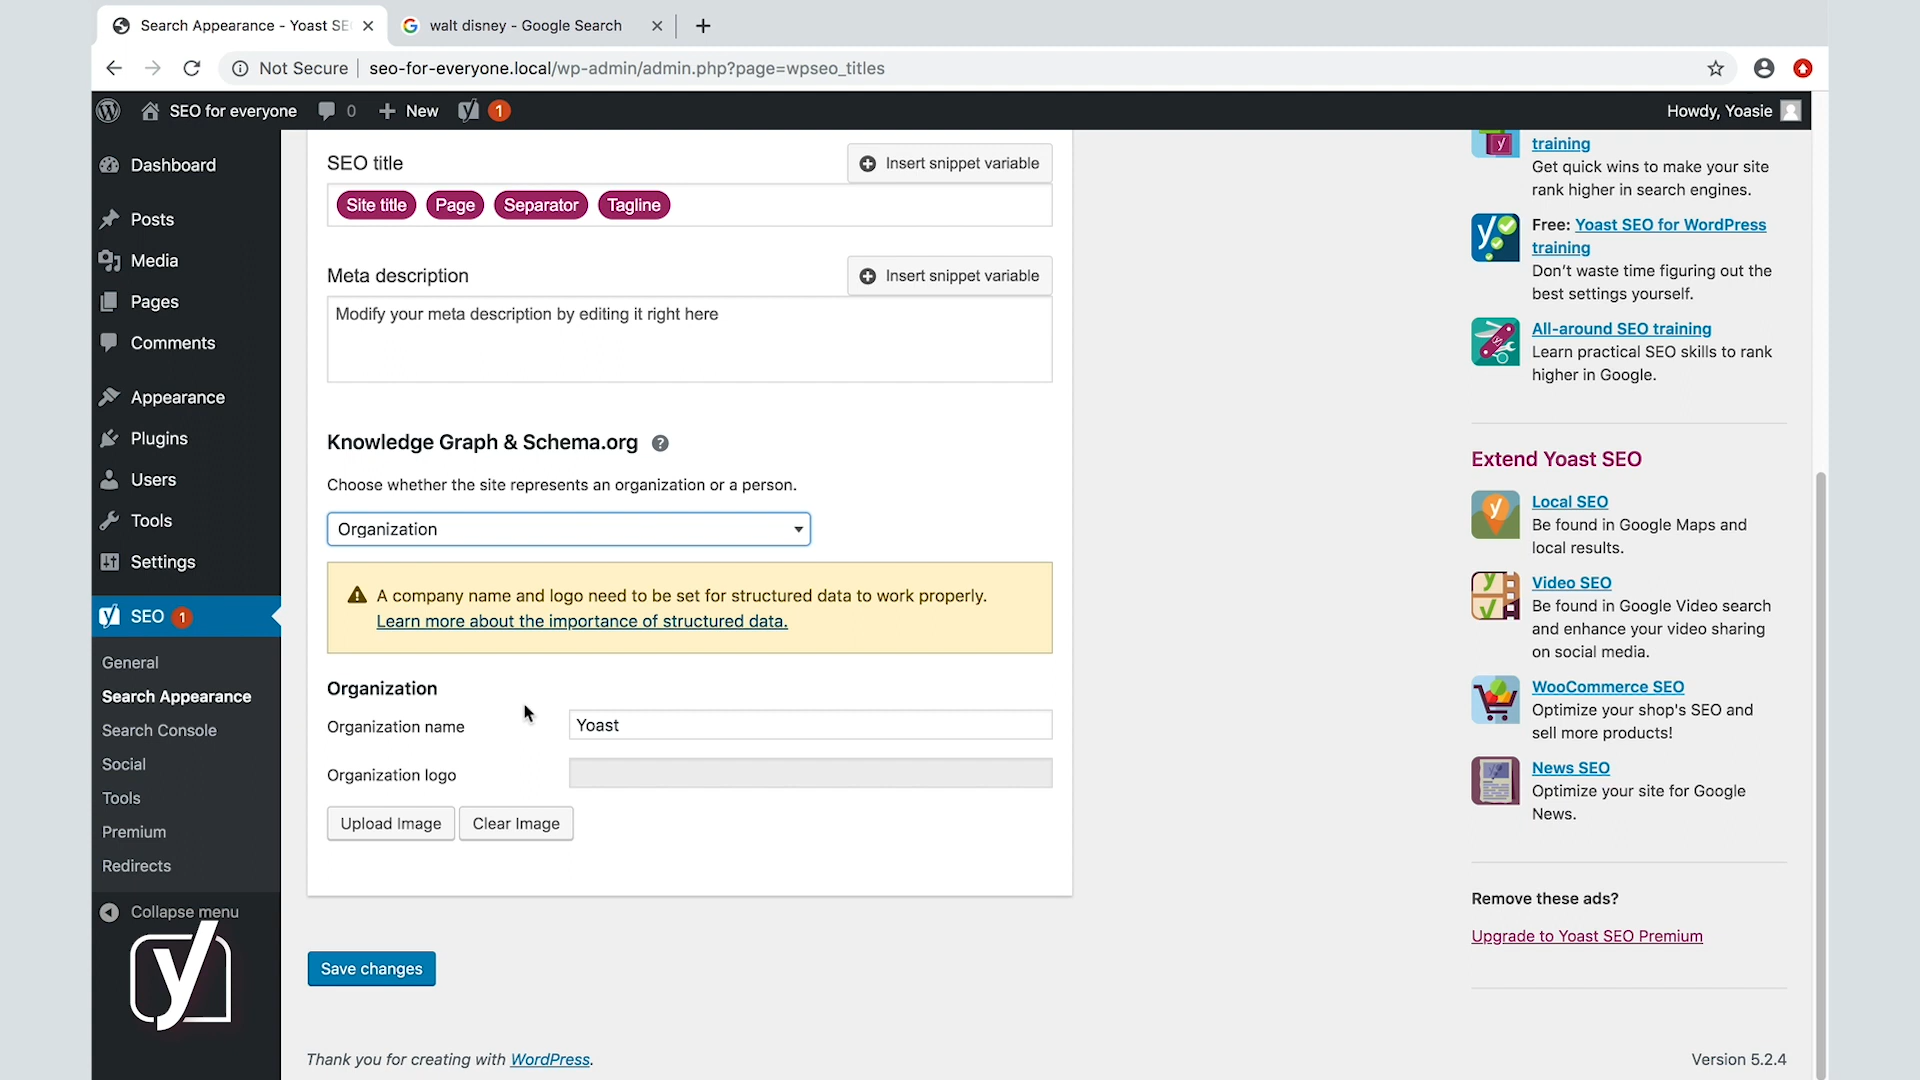 Search Appearance - Yoast SE
walt disney - Google Search
Not Secure
seo-for-everyone.local/wp-admin/admin.php?page=wpseo_titles
SEO for everyone
0
New
1
Howdy, Yoasie
Dashboard
Posts
Media
Pages
Comments
Appearance
Plugins
Users
Tools
Settings
SEO 1
General
Search Appearance
Search Console
Social
Tools
Premium
Redirects
Collapse menu
SEO title
Insert snippet variable
Site title Page Separator Tagline
Meta description
Insert snippet variable
Modify your meta description by editing it right here
Knowledge Graph & Schema.org
Choose whether the site represents an organization or a person.
Organization
A company name and logo need to be set for structured data to work properly.
Learn more about the importance of structured data.
Organization
Organization name
Yoast
Organization logo
Upload Image
Clear Image
Save changes
Thank you for creating with WordPress.
training
Get quick wins to make your site
rank higher in search engines.
Free: Yoast SEO for WordPress
training
Don't waste time figuring out the
best settings yourself.
All-around SEO training
Learn practical SEO skills to rank
higher in Google.
Extend Yoast SEO
Local SEO
Be found in Google Maps and
local results.
Video SEO
Be found in Google Video search
and enhance your video sharing
on social media.
WooCommerce SEO
Optimize your shop's SEO and
sell more products!
News SEO
Optimize your site for Google
News.
Remove these ads?
Upgrade to Yoast SEO Premium
Version 5.2.4